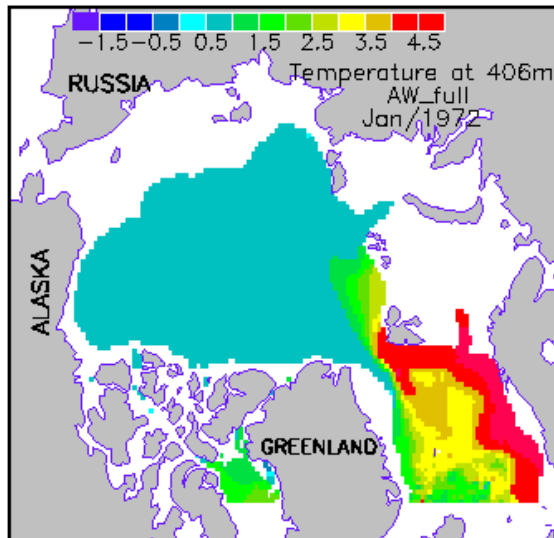 -1.5 -0.5 0.5 1.5 2.5 3.5 4.5
RUSSIA
Temperature at 406m
AW_full
Jan/1972
ALASKA
GREENLAND